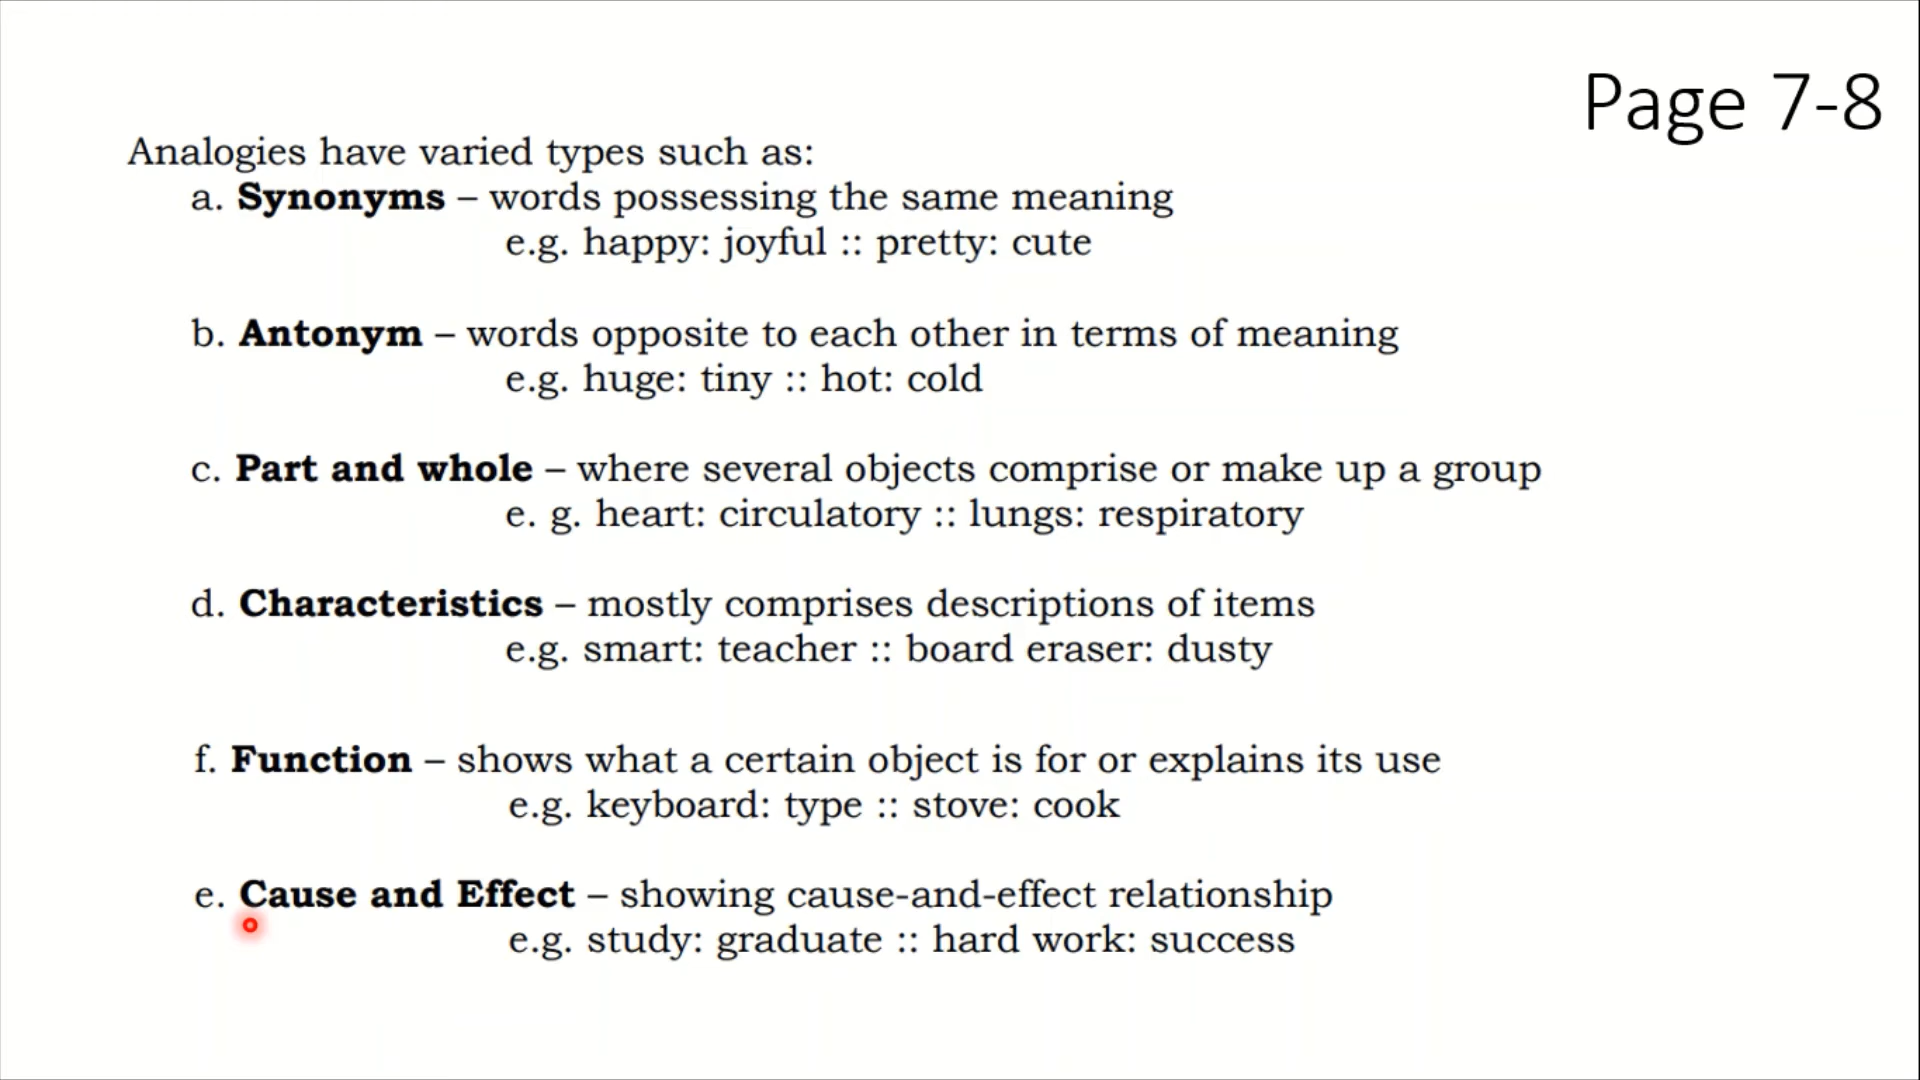 Page 7-8
Analogies have varied types such as:
a. Synonyms – words possessing the same meaning
e.g. happy: joyful :: pretty: cute
b. Antonym – words opposite to each other in terms of meaning
e.g. huge: tiny :: hot: cold
c. Part and whole – where several objects comprise or make up a group
e. g. heart: circulatory :: lungs: respiratory
d. Characteristics – mostly comprises descriptions of items
e.g. smart: teacher :: board eraser: dusty
f. Function – shows what a certain object is for or explains its use
e.g. keyboard: type :: stove: cook
e. Cause and Effect – showing cause-and-effect relationship
e.g. study: graduate :: hard work: success